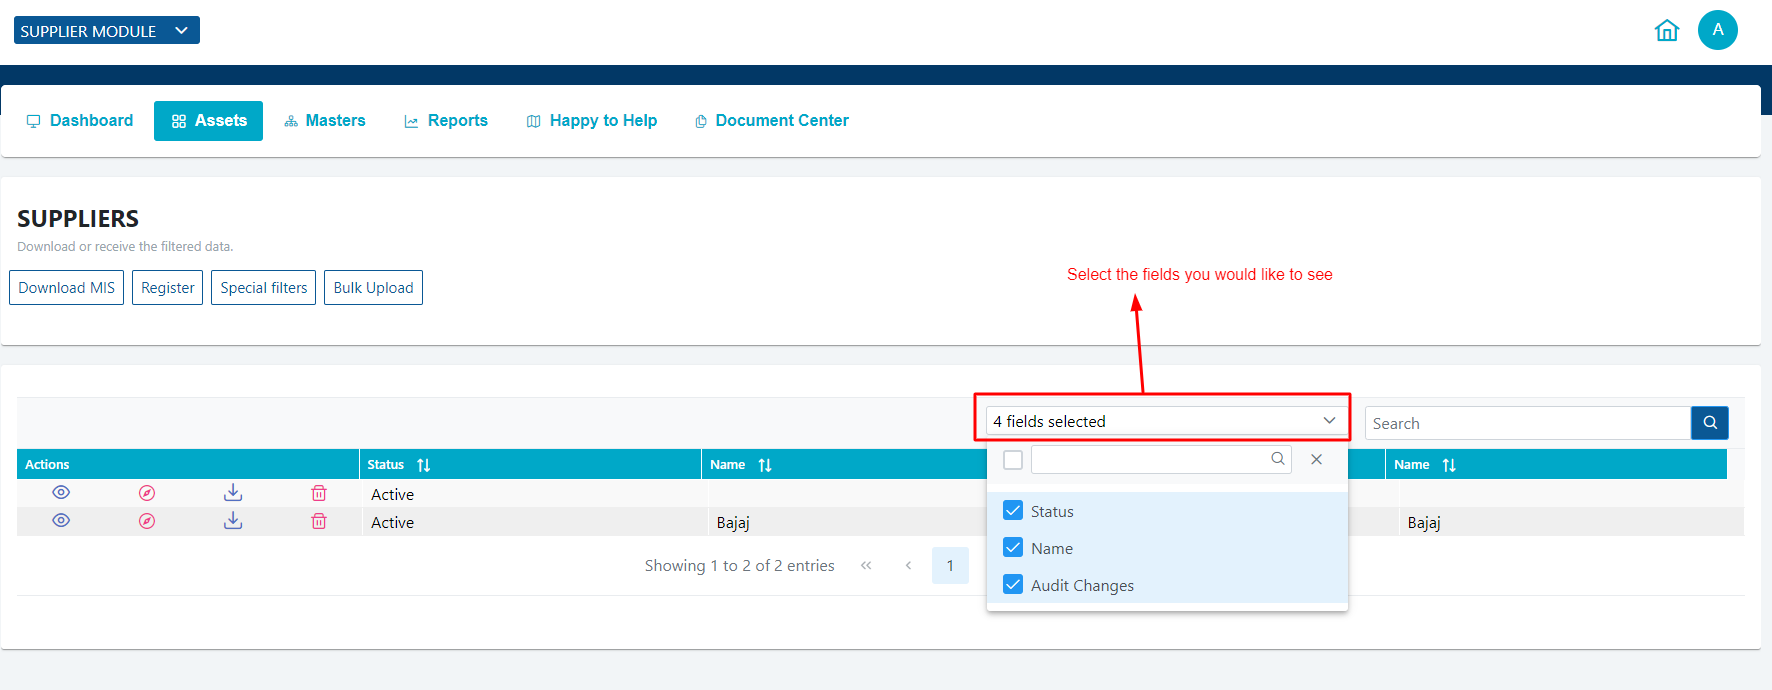 SUPPLIER MODULE
A
Dashboard Assets Masters Reports Happy to Help Document Center
SUPPLIERS
Download or receive the filtered data.
Download MIS Register Special filters Bulk Upload
Select the fields you would like to see
4 fields selected Search
Actions Status Name Name
Active
Active Bajaj Bajaj
Status
Name
Audit Changes
Showing 1 to 2 of 2 entries « ‹ 1